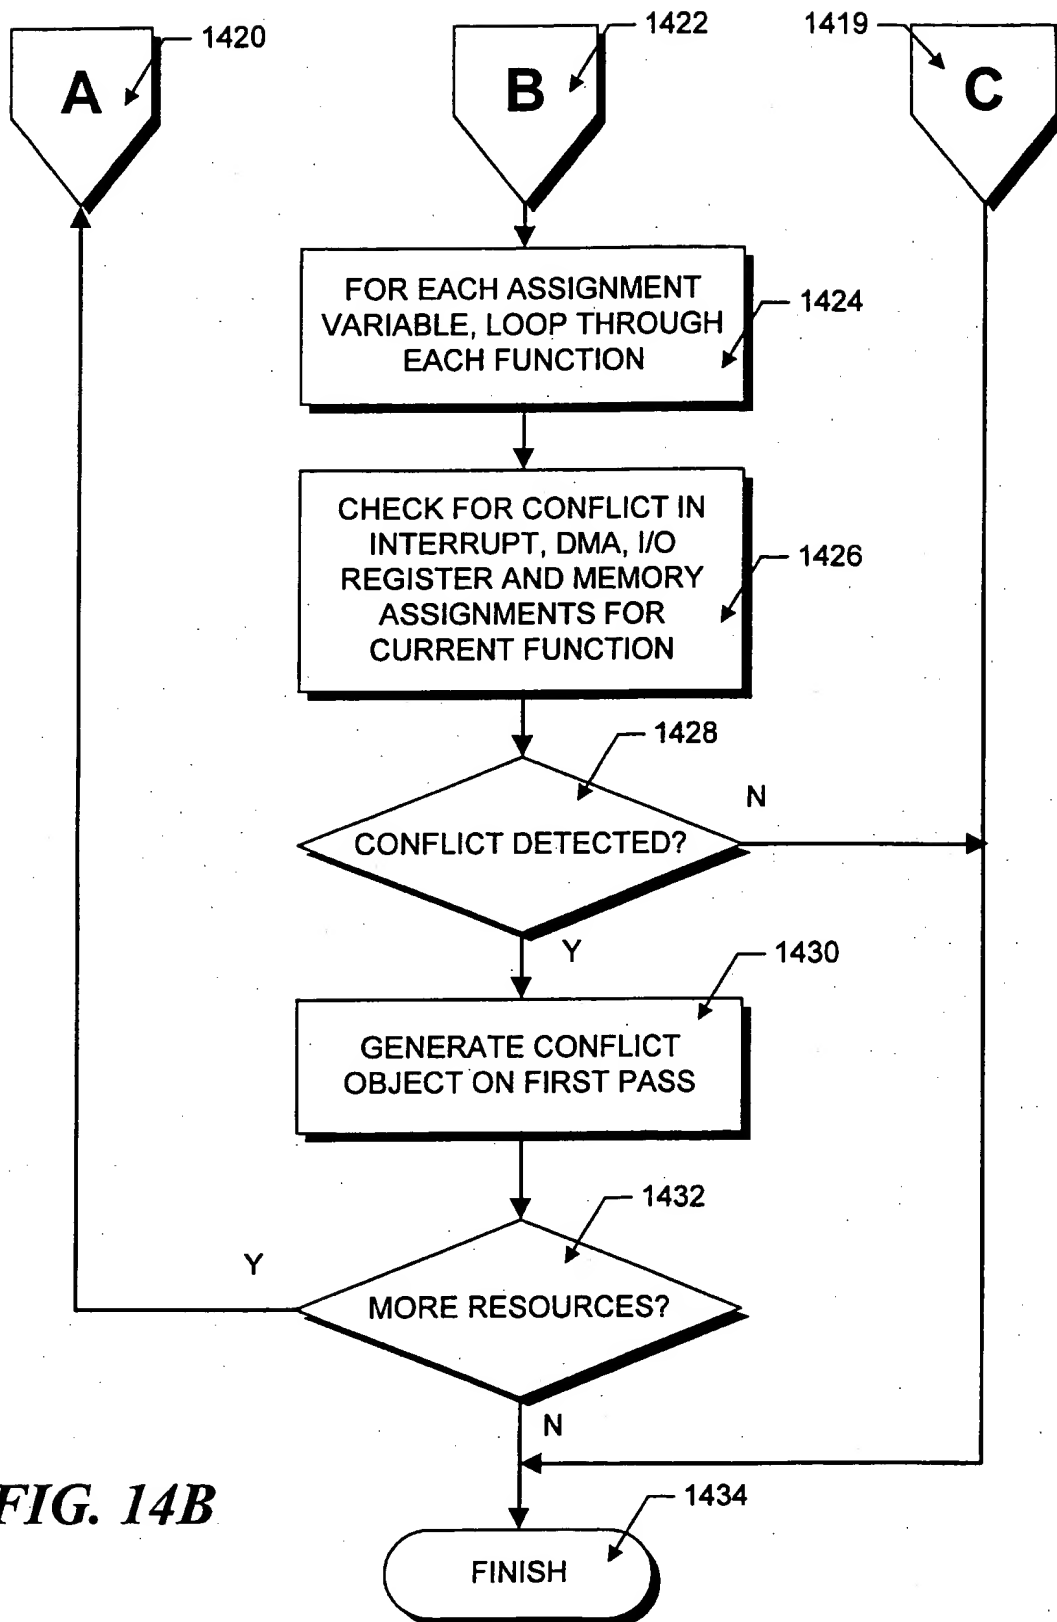 1420
1422
1419
A
B
C
FOR EACH ASSIGNMENT
VARIABLE, LOOP THROUGH
EACH FUNCTION
1424
CHECK FOR CONFLICT IN
INTERRUPT, DMA, I/O
REGISTER AND MEMORY
ASSIGNMENTS FOR
CURRENT FUNCTION
1426
1428
N
CONFLICT DETECTED?
Y
1430
GENERATE CONFLICT
OBJECT ON FIRST PASS
1432
Y
MORE RESOURCES?
N
FIG. 14B
1434
FINISH